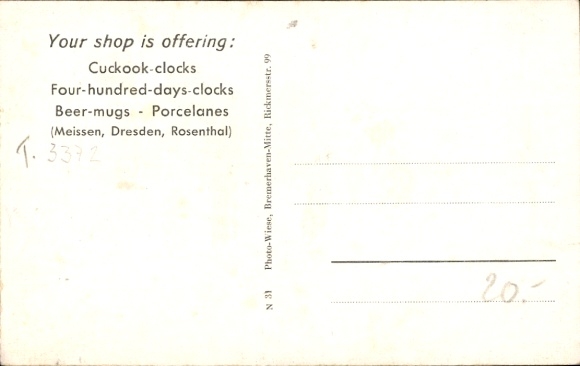 Your shop is offering:
Cuckook-clocks
Four-hundred-days-clocks
Beer-mugs - Porcelanes
(Meissen, Dresden, Rosenthal)
T. 3372
N 31 Photo-Wiese, Bremerhaven-Mitte, Rickmersstr. 99
20.-